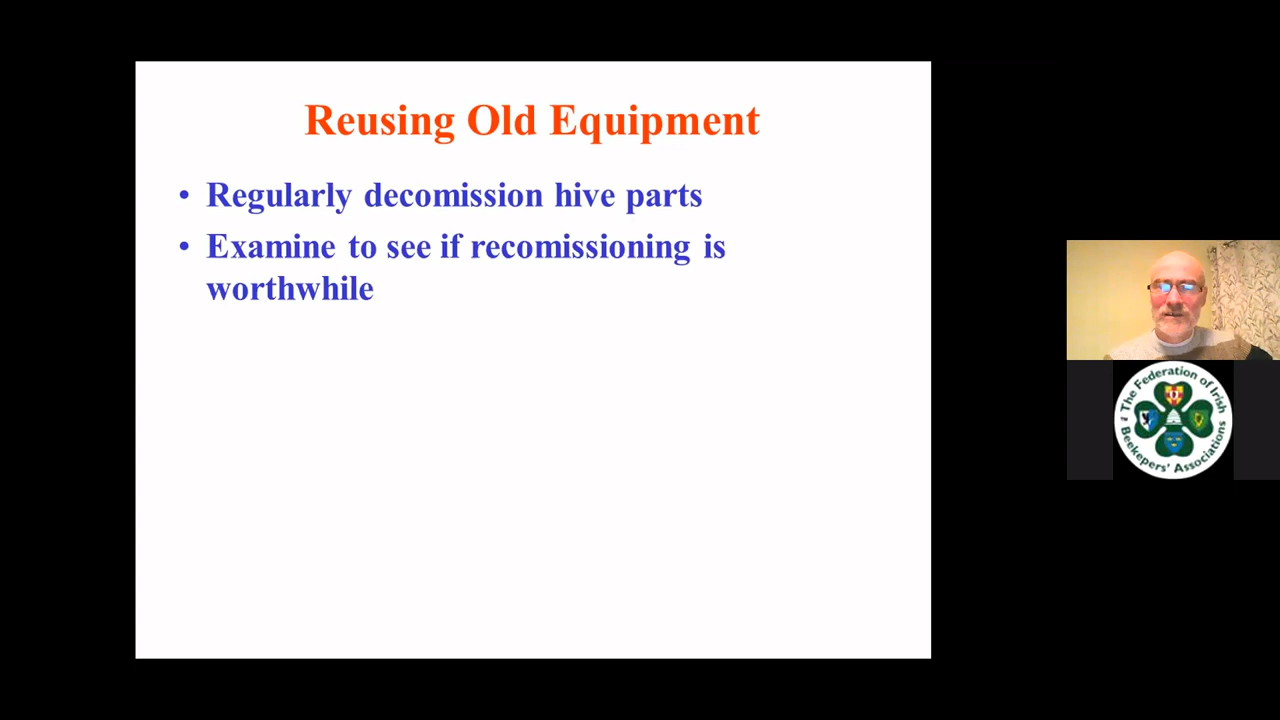 Reusing Old Equipment
• Regularly decomission hive parts
• Examine to see if recomissioning is
worthwhile
The Federation of Irish
Beekepers' Associations